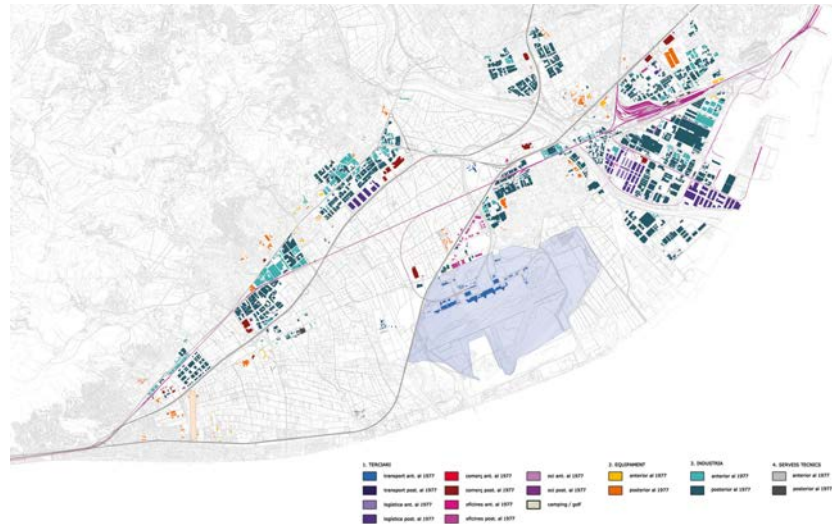 1. TERCIARI
transport ant. al 1977
transport post. al 1977
logística ant. al 1977
logística post. al 1977
comerç ant. al 1977
comerç post. al 1977
oficines ant. al 1977
oficines post. al 1977
oci ant. al 1977
oci post. al 1977
camping / golf
2. EQUIPAMENT
anterior al 1977
posterior al 1977
3. INDUSTRIA
anterior al 1977
posterior al 1977
4. SERVEIS TECNICS
anterior al 1977
posterior al 1977